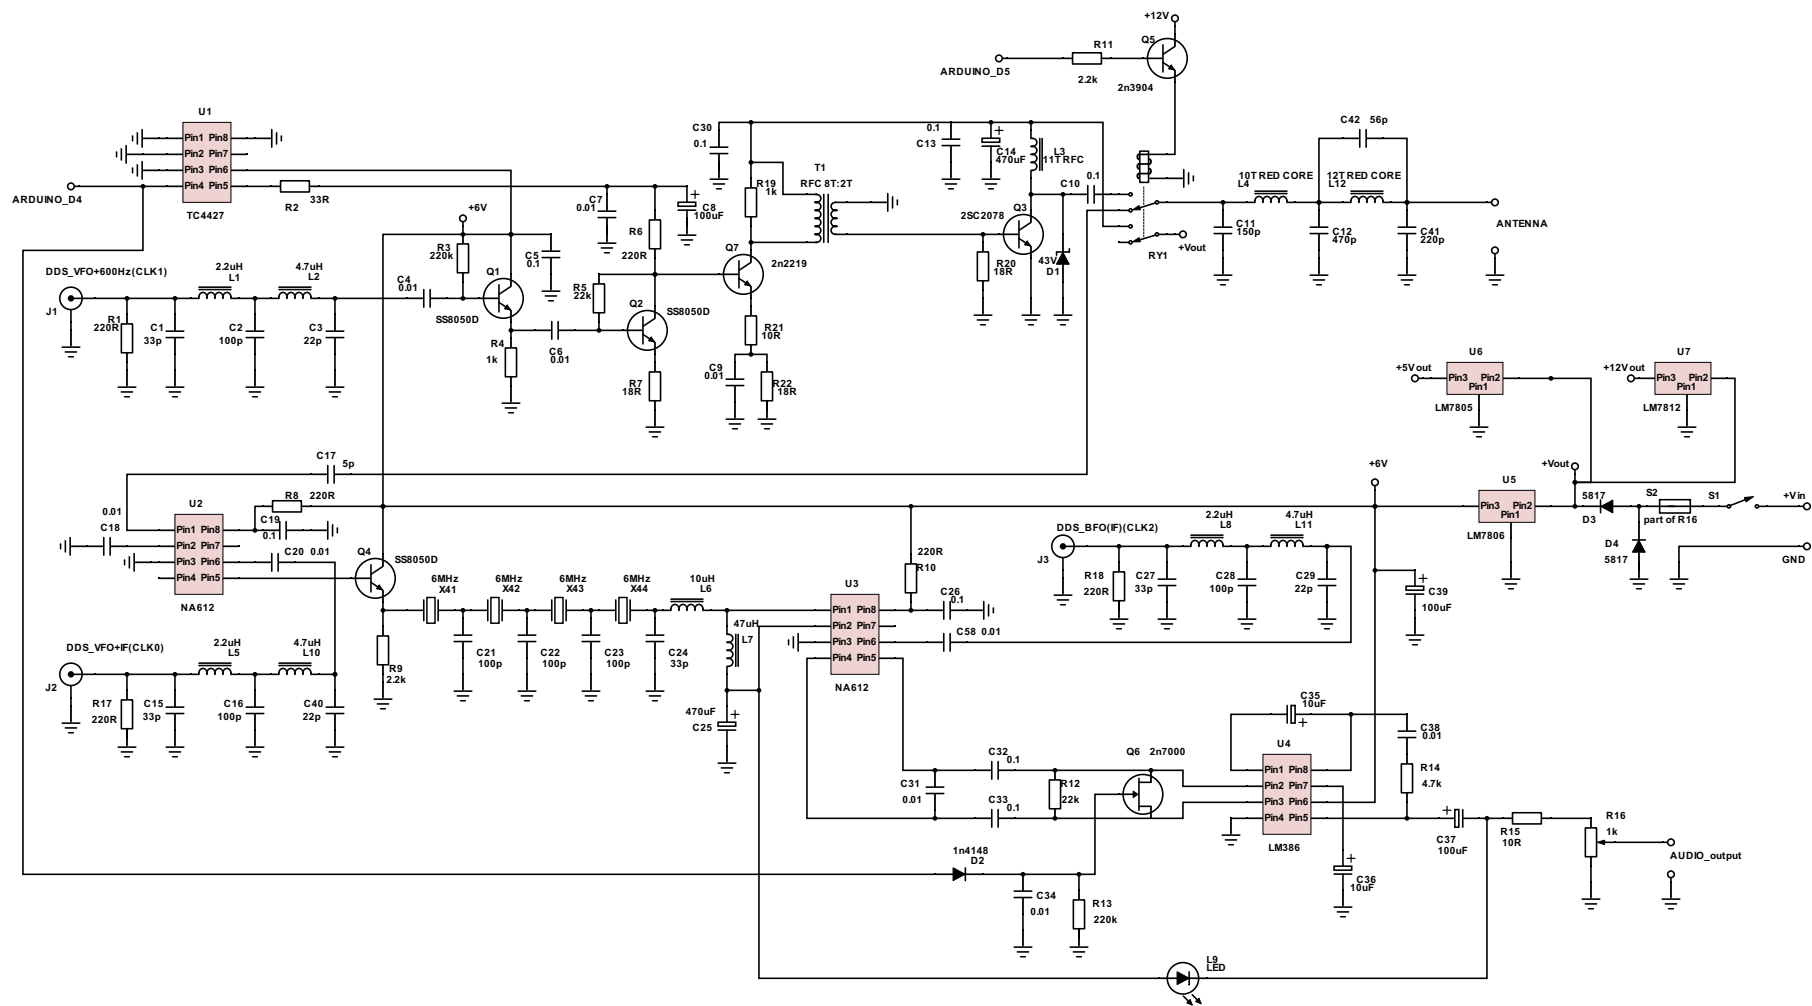 +12V
Q5
R11
ARDUINO_D5
2.2k
2n3904
U1
Pin1 Pin8
Pin2 Pin7
Pin3 Pin6
Pin4 Pin5
TC4427
ARDUINO_D4
R2
33R
C30
0.1
0.1
C13
C14
470uF
L3
11TRFC
C42 56p
T1
RFC 8T:2T
R19
1k
C10
0.1
10T RED CORE
L4
12T RED CORE
L12
ANTENNA
C7
0.01
C8
100uF
R6
220R
+6V
R3
220k
C5
0.1
Q1
SS8050D
C4
0.01
DDS_VFO+600Hz(CLK1)
2.2uH
L1
4.7uH
L2
J1
R1
220R
C1
33p
C2
100p
C3
22p
R4
1k
C6
0.01
R5
22k
Q2
SS8050D
R7
18R
Q7
2n2219
R21
10R
C9
0.01
R22
18R
2SC2078
Q3
R20
18R
43V
D1
+Vout
RY1
C11
150p
C12
470p
C41
220p
U6
+5Vout
Pin3 Pin2
Pin1
LM7805
U7
+12Vout
Pin3 Pin2
Pin1
LM7812
C17
5p
R8 220R
0.01
C18
U2
Pin1 Pin8
Pin2 Pin7
Pin3 Pin6
Pin4 Pin5
NA612
C19
0.1
C20 0.01
Q4
SS8050D
DDS_VFO+IF(CLK0)
2.2uH
L5
4.7uH
L10
J2
R17
220R
C15
33p
C16
100p
C40
22p
R9
2.2k
6MHz
X41
6MHz
X42
6MHz
X43
6MHz
X44
10uH
L6
C21
100p
C22
100p
C23
100p
C24
33p
47uH
L7
470uF
C25
220R
R10
U3
Pin1 Pin8
Pin2 Pin7
Pin3 Pin6
Pin4 Pin5
NA612
C26
0.1
C58 0.01
DDS_BFO(IF)(CLK2)
2.2uH
L8
4.7uH
L11
J3
R18
220R
C27
33p
C28
100p
C29
22p
+6V
C39
100uF
U5
Pin3 Pin2
Pin1
LM7806
+Vout
5817
D3
S2
part of R16
S1
+Vin
D4
5817
GND
C31
0.01
C32
0.1
C33
0.1
R12
22k
Q6 2n7000
C35
10uF
U4
Pin1 Pin8
Pin2 Pin7
Pin3 Pin6
Pin4 Pin5
LM386
C38
0.01
R14
4.7k
C37
100uF
R15
10R
R16
1k
AUDIO_output
C36
10uF
1n4148
D2
C34
0.01
R13
220k
L9
LED